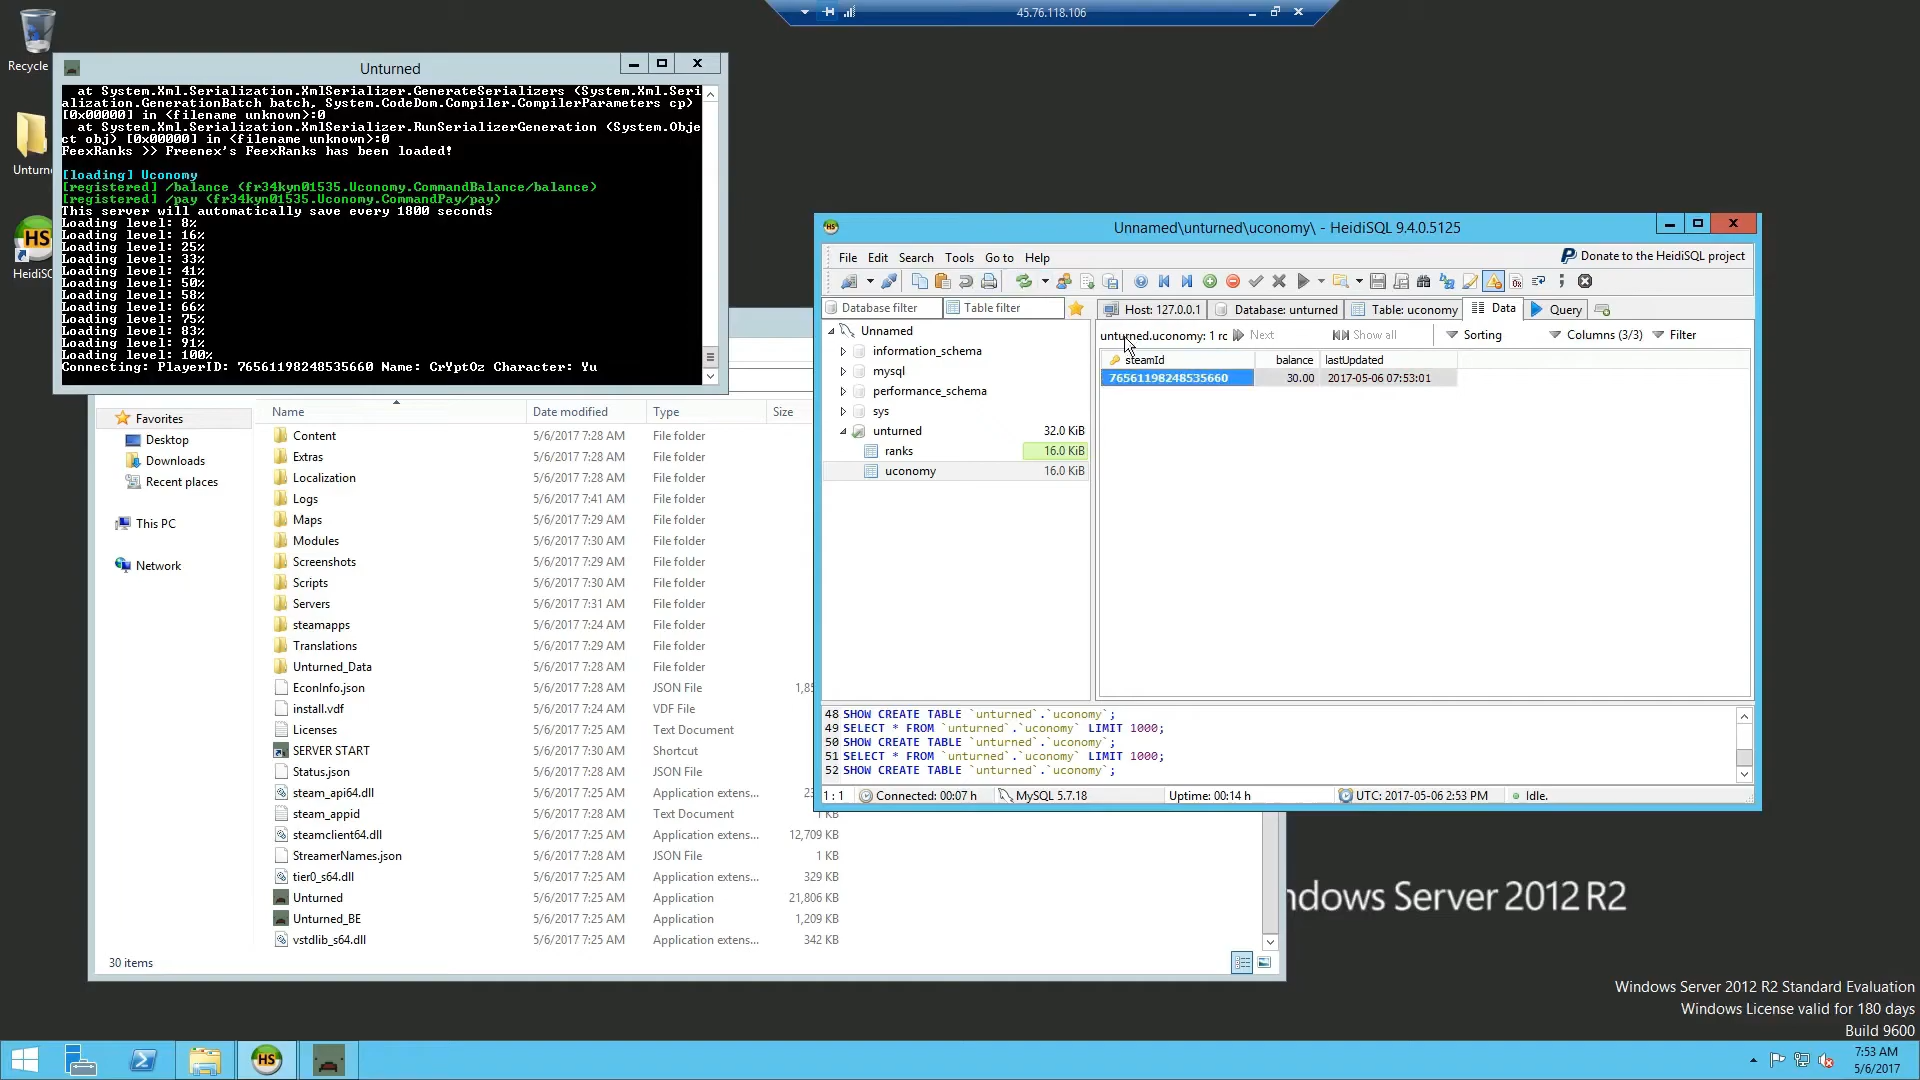 45.76.118.106
Recycle
Unturn
HeidiSQ
Unturned
at System.Xml.Serialization.XmlSerializer.GenerateSerializers (System.Xml.Seri
alization.GenerationBatch batch, System.CodeDom.Compiler.CompilerParameters cp)
[0x00000] in <filename unknown>:0
at System.Xml.Serialization.XmlSerializer.RunSerializerGeneration (System.Obje
ct obj) [0x00000] in <filename unknown>:0
FeexRanks >> Freenex's FeexRanks has been loaded!
[loading] Uconomy
[registered] /balance (fr34kyn01535.Uconomy.CommandBalance/balance)
[registered] /pay (fr34kyn01535.Uconomy.CommandPay/pay)
This server will automatically save every 1800 seconds
Loading level: 8%
Loading level: 16%
Loading level: 25%
Loading level: 33%
Loading level: 41%
Loading level: 50%
Loading level: 58%
Loading level: 66%
Loading level: 75%
Loading level: 83%
Loading level: 91%
Loading level: 100%
Connecting: PlayerID: 76561198248535660 Name: CrYptOz Character: Yu
Favorites
Desktop
Downloads
Recent places
This PC
Network
Name Date modified Type Size
Content 5/6/2017 7:28 AM File folder
Extras 5/6/2017 7:28 AM File folder
Localization 5/6/2017 7:28 AM File folder
Logs 5/6/2017 7:41 AM File folder
Maps 5/6/2017 7:29 AM File folder
Modules 5/6/2017 7:30 AM File folder
Screenshots 5/6/2017 7:28 AM File folder
Scripts 5/6/2017 7:30 AM File folder
Servers 5/6/2017 7:31 AM File folder
steamapps 5/6/2017 7:24 AM File folder
Translations 5/6/2017 7:29 AM File folder
Unturned_Data 5/6/2017 7:28 AM File folder
EconInfo.json 5/6/2017 7:28 AM JSON File 1,85
install.vdf 5/6/2017 7:24 AM VDF File
Licenses 5/6/2017 7:25 AM Text Document
SERVER START 5/6/2017 7:30 AM Shortcut
Status.json 5/6/2017 7:28 AM JSON File
steam_api64.dll 5/6/2017 7:25 AM Application extens... 23
steam_appid 5/6/2017 7:28 AM Text Document 1 KB
steamclient64.dll 5/6/2017 7:25 AM Application extens... 12,709 KB
StreamerNames.json 5/6/2017 7:28 AM JSON File 1 KB
tier0_s64.dll 5/6/2017 7:25 AM Application extens... 329 KB
Unturned 5/6/2017 7:25 AM Application 21,806 KB
Unturned_BE 5/6/2017 7:25 AM Application 1,209 KB
vstdlib_s64.dll 5/6/2017 7:25 AM Application extens... 342 KB
30 items
Unnamed\unturned\uconomy\ - HeidiSQL 9.4.0.5125
File Edit Search Tools Go to Help
Donate to the HeidiSQL project
Database filter Table filter
Host: 127.0.0.1 Database: unturned Table: uconomy Data Query
Unnamed
information_schema
mysql
performance_schema
sys
unturned 32.0 KiB
ranks 16.0 KiB
uconomy 16.0 KiB
unturned.uconomy: 1 rc Next Show all Sorting Columns (3/3) Filter
steamId balance lastUpdated
76561198248535660 30.00 2017-05-06 07:53:01
48 SHOW CREATE TABLE `unturned`.`uconomy`;
49 SELECT * FROM `unturned`.`uconomy` LIMIT 1000;
50 SHOW CREATE TABLE `unturned`.`uconomy`;
51 SELECT * FROM `unturned`.`uconomy` LIMIT 1000;
52 SHOW CREATE TABLE `unturned`.`uconomy`;
1 : 1 Connected: 00:07 h MySQL 5.7.18 Uptime: 00:14 h UTC: 2017-05-06 2:53 PM Idle.
ndows Server 2012 R2
Windows Server 2012 R2 Standard Evaluation
Windows License valid for 180 days
Build 9600
7:53 AM
5/6/2017